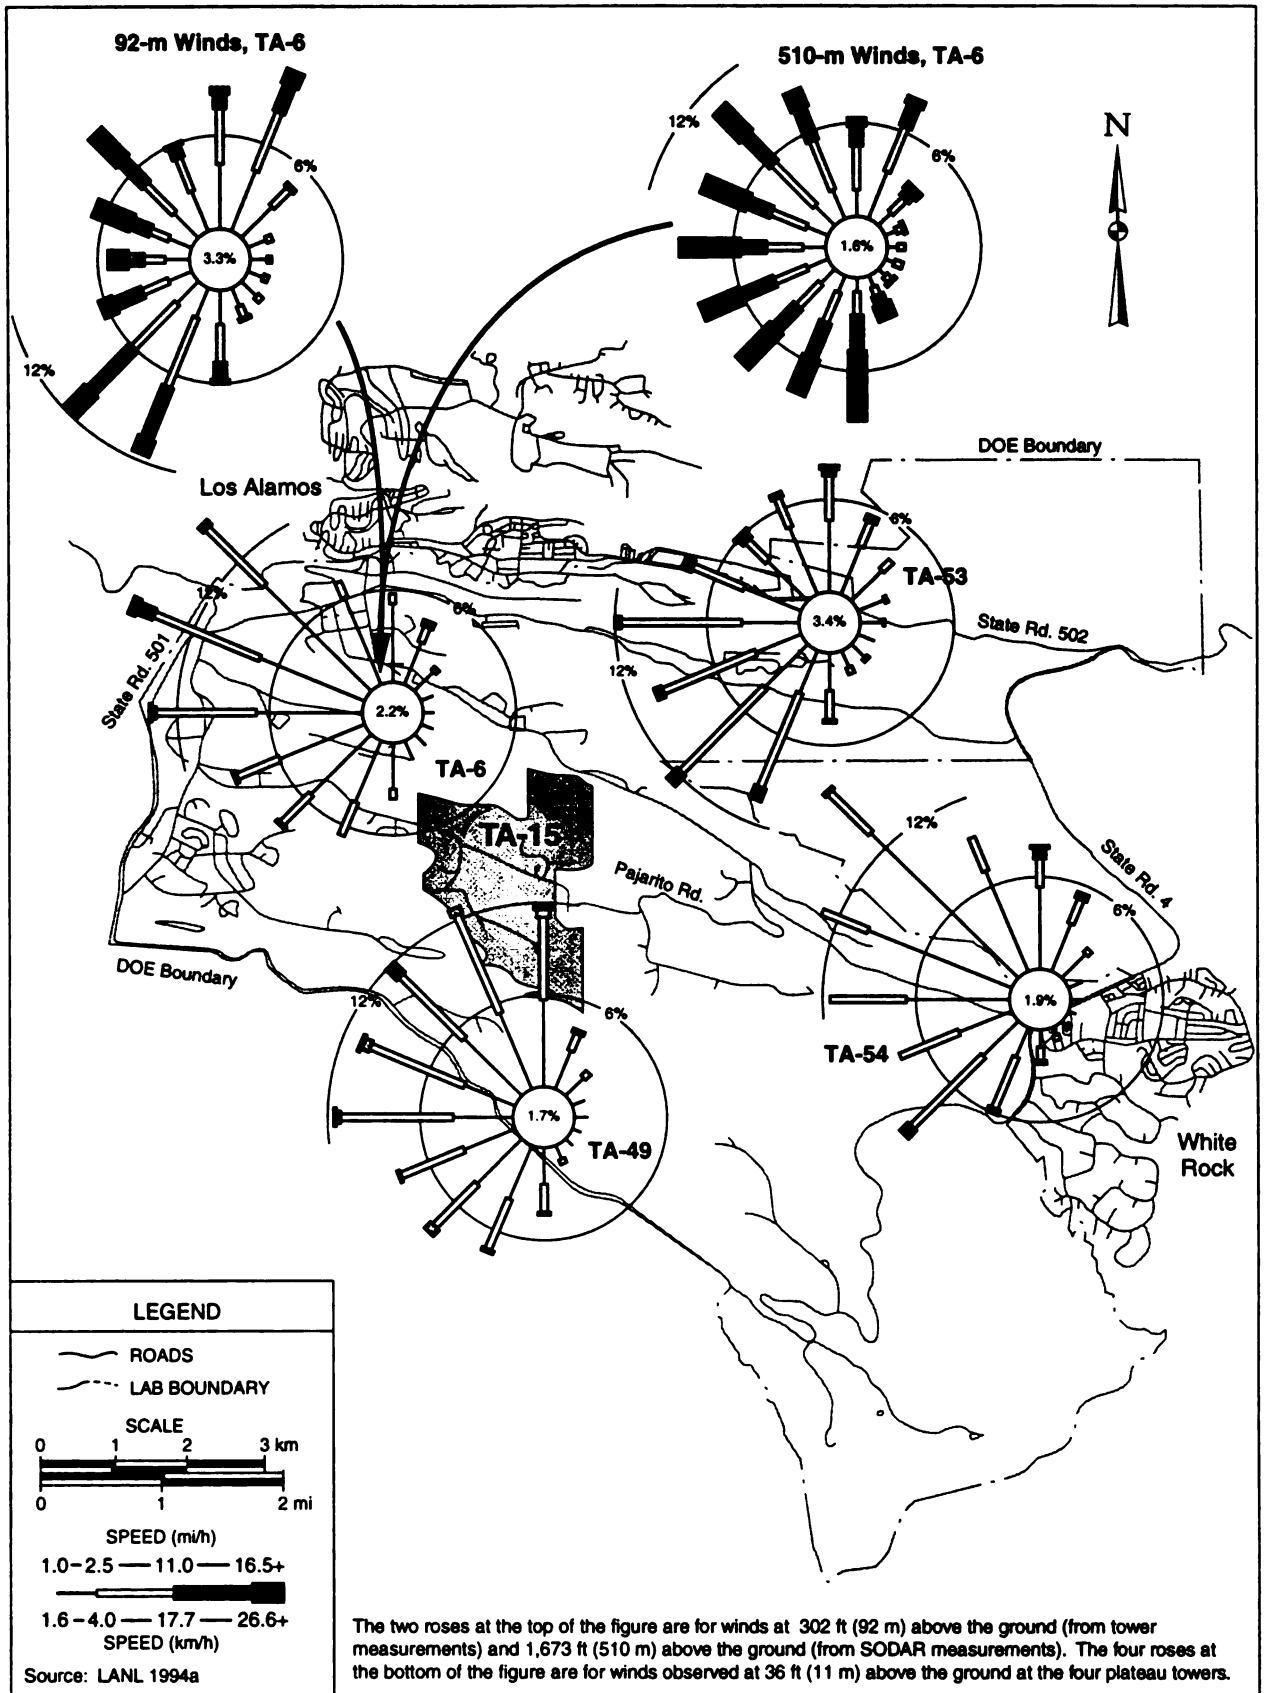 92-m Winds, TA-6
510-m Winds, TA-6
12%
6%
6%
N
3.3%
1.6%
12%
DOE Boundary
Los Alamos
6%
TA-53
12%
6%
3.4%
State Rd. 502
State Rd. 501
12%
2.2%
TA-6
TA-15
12%
State Rd. 4
Pajarito Rd.
6%
DOE Boundary
12%
6%
1.9%
TA-54
1.7%
TA-49
White
Rock
LEGEND
ROADS
LAB BOUNDARY
SCALE
0 1 2 3 km
0 1 2 mi
SPEED (mi/h)
1.0-2.5 — 11.0 — 16.5+
1.6-4.0 — 17.7 — 26.6+
SPEED (km/h)
Source: LANL 1994a
The two roses at the top of the figure are for winds at 302 ft (92 m) above the ground (from tower
measurements) and 1,673 ft (510 m) above the ground (from SODAR measurements). The four roses at
the bottom of the figure are for winds observed at 36 ft (11 m) above the ground at the four plateau towers.